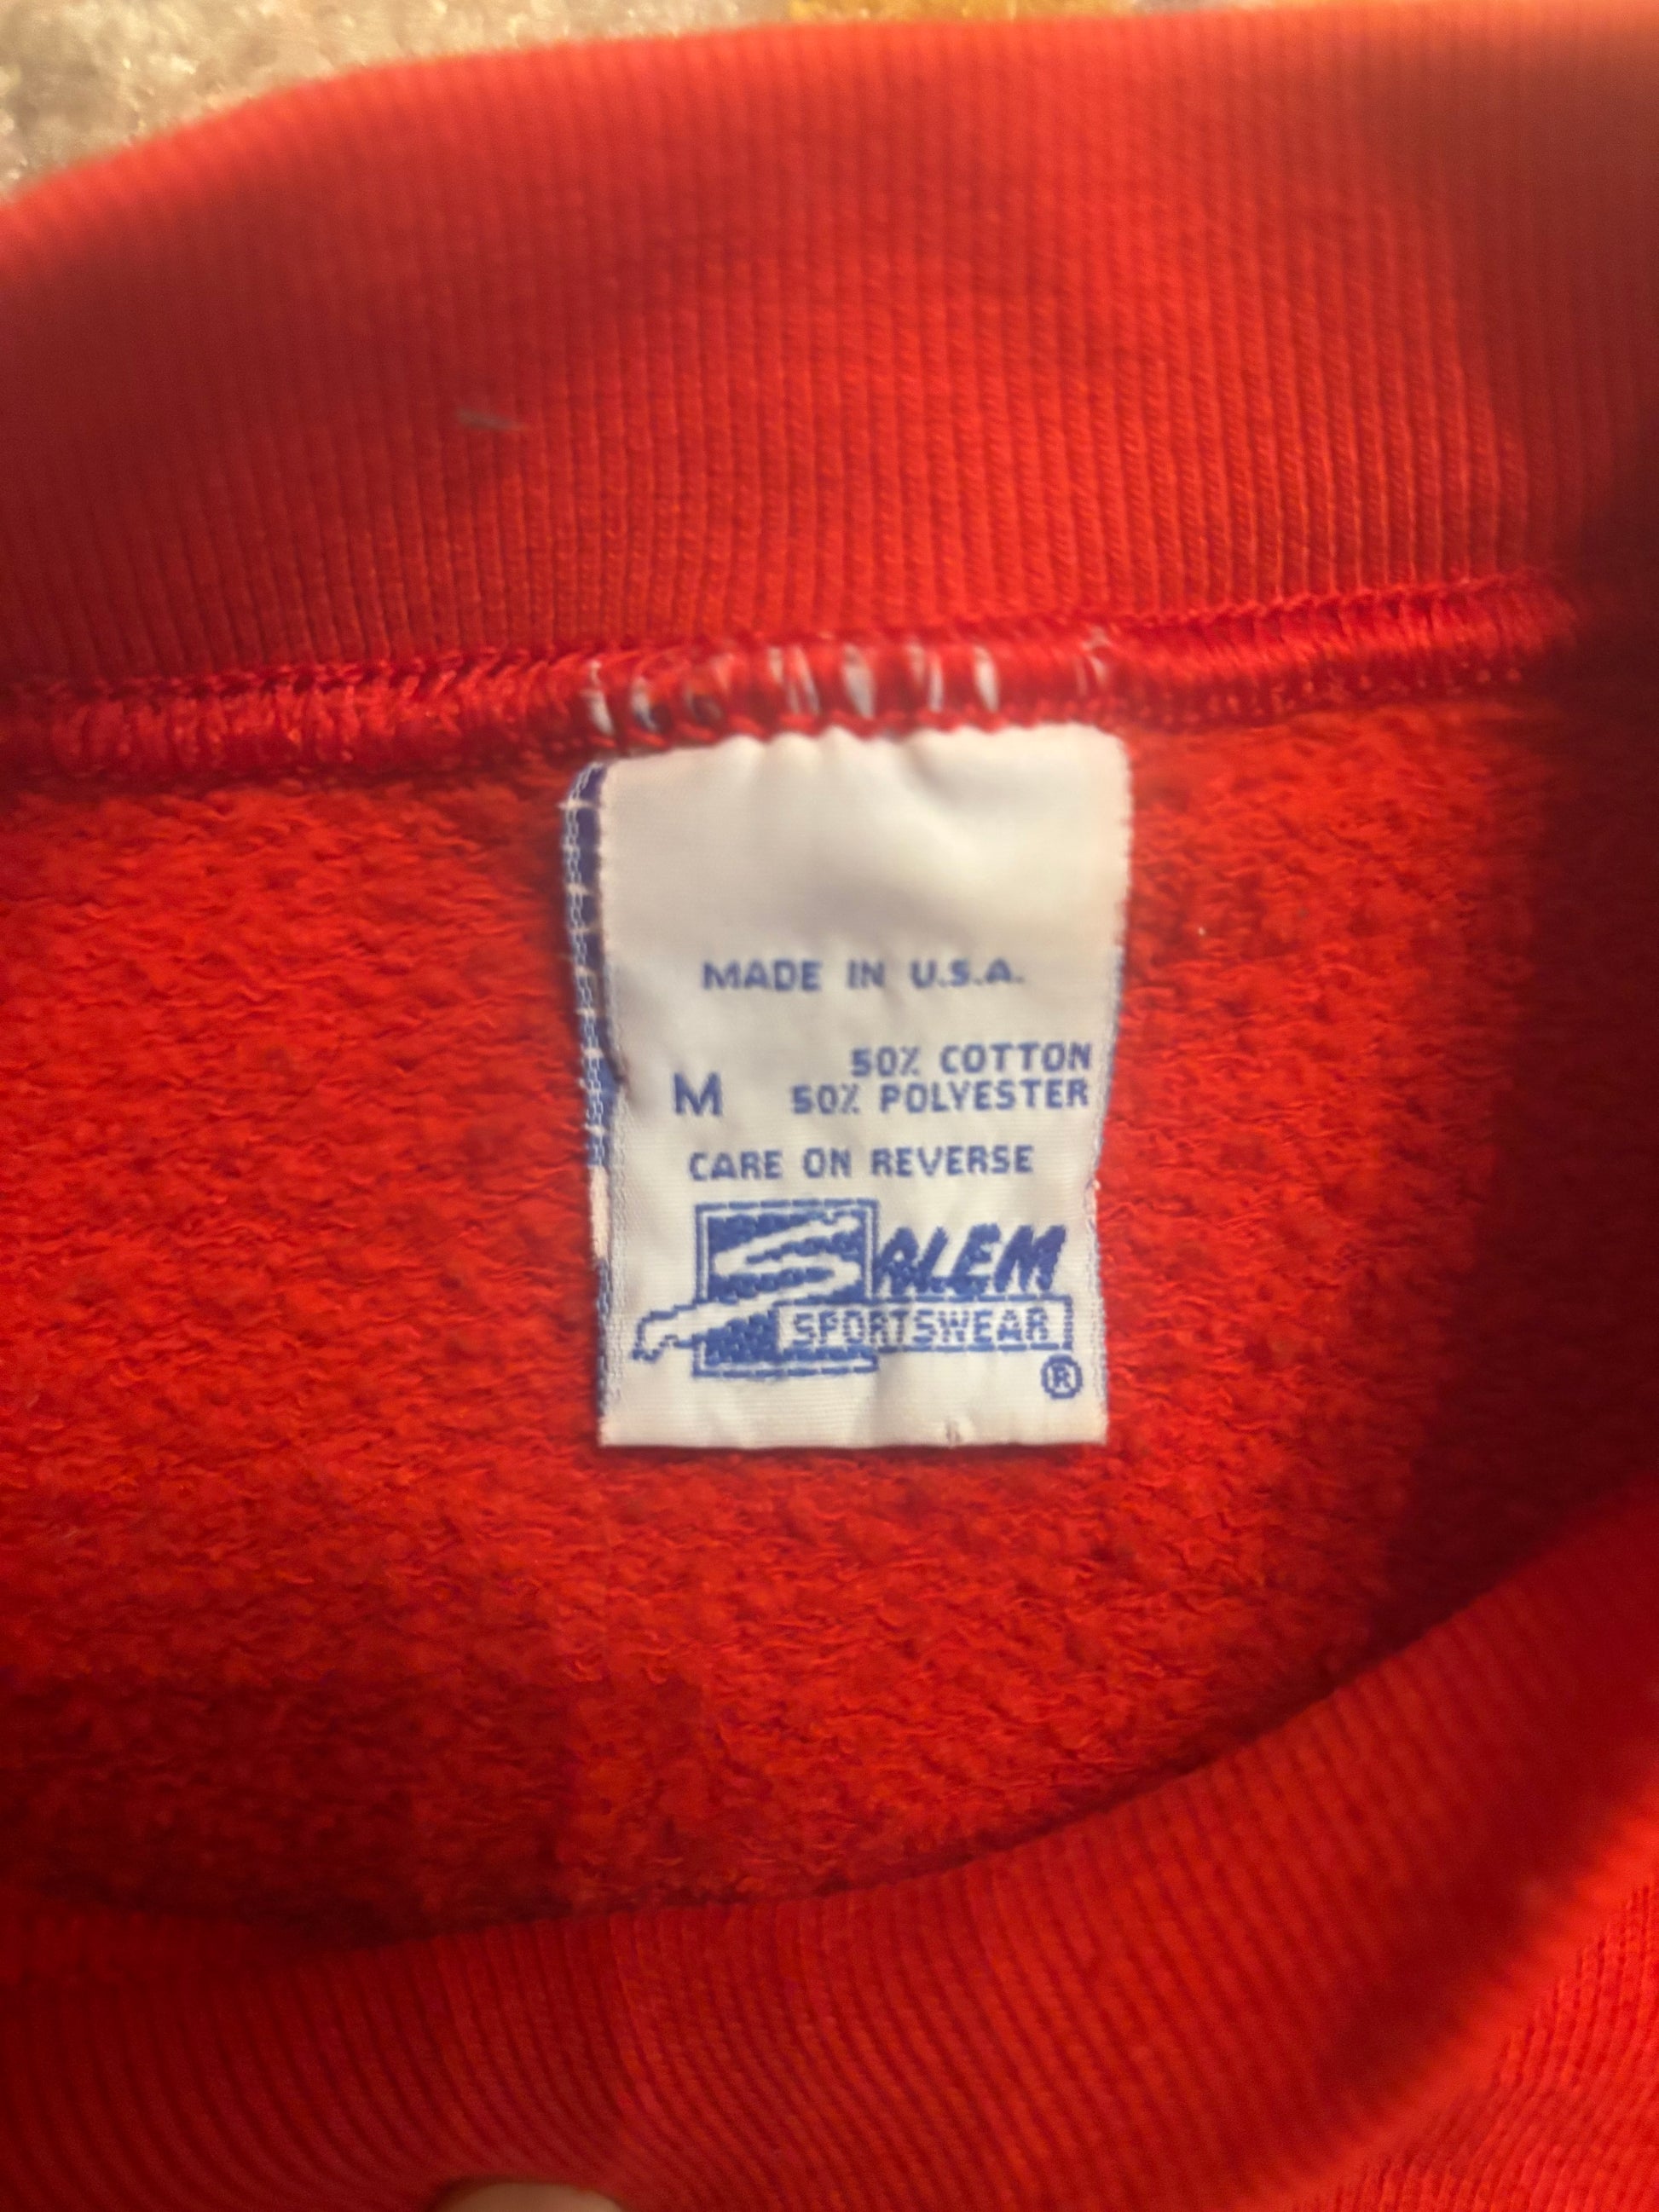 MADE IN U.S.A.
50% COTTON
M 50% POLYESTER
CARE ON REVERSE
SALEM
SPORTSWEAR
®